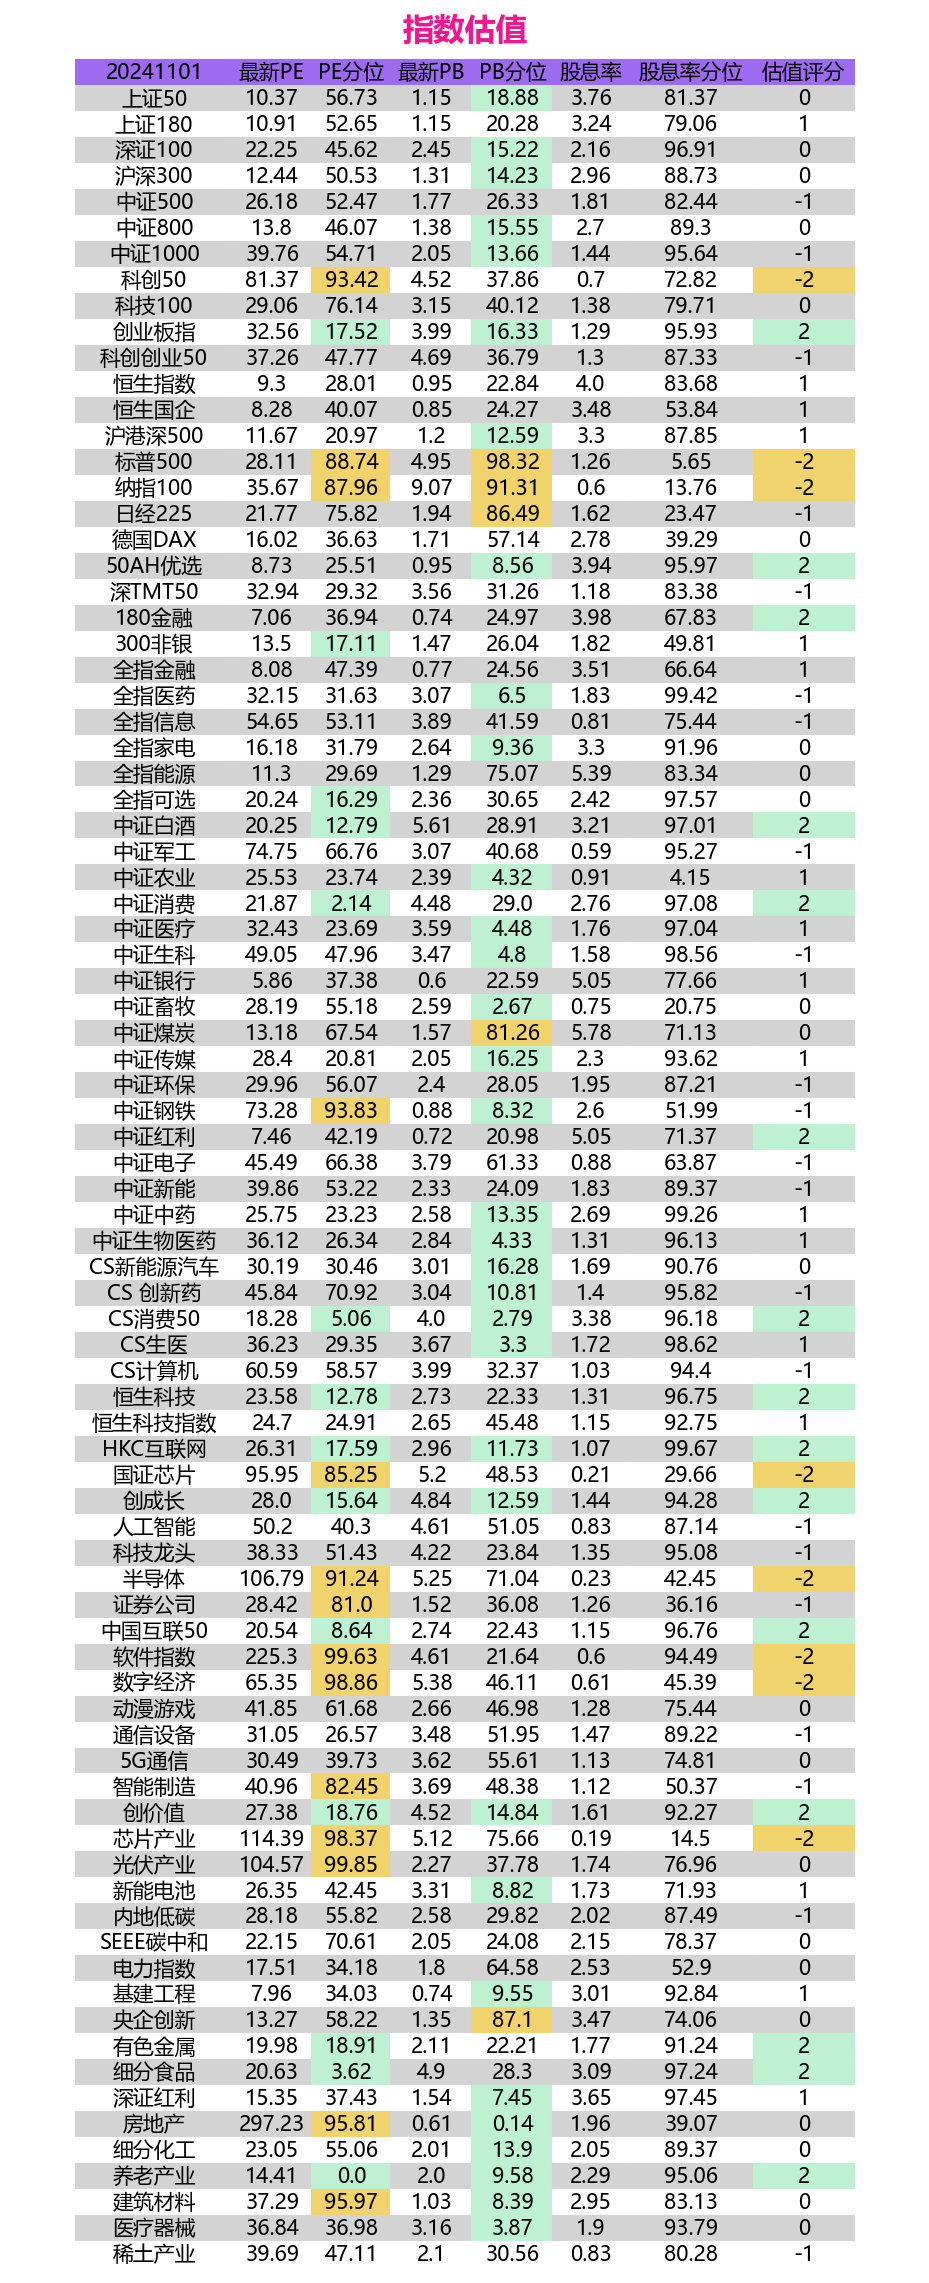 指数估值
20241101 最新PE PE分位 最新PB PB分位 股息率 股息率分位 估值评分
上证50 10.37 56.73 1.15 18.88 3.76 81.37 0
上证180 10.91 52.65 1.15 20.28 3.24 79.06 1
深证100 22.25 45.62 2.45 15.22 2.16 96.91 0
沪深300 12.44 50.53 1.31 14.23 2.96 88.73 0
中证500 26.18 52.47 1.77 26.33 1.81 82.44 -1
中证800 13.8 46.07 1.38 15.55 2.7 89.3 0
中证1000 39.76 54.71 2.05 13.66 1.44 95.64 -1
科创50 81.37 93.42 4.52 37.86 0.7 72.82 -2
科技100 29.06 76.14 3.15 40.12 1.38 79.71 0
创业板指 32.56 17.52 3.99 16.33 1.29 95.93 2
科创创业50 37.26 47.77 4.69 36.79 1.3 87.33 -1
恒生指数 9.3 28.01 0.95 22.84 4.0 83.68 1
恒生国企 8.28 40.07 0.85 24.27 3.48 53.84 1
沪港深500 11.67 20.97 1.2 12.59 3.3 87.85 1
标普500 28.11 88.74 4.95 98.32 1.26 5.65 -2
纳指100 35.67 87.96 9.07 91.31 0.6 13.76 -2
日经225 21.77 75.82 1.94 86.49 1.62 23.47 -1
德国DAX 16.02 36.63 1.71 57.14 2.78 39.29 0
50AH优选 8.73 25.51 0.95 8.56 3.94 95.97 2
深TMT50 32.94 29.32 3.56 31.26 1.18 83.38 -1
180金融 7.06 36.94 0.74 24.97 3.98 67.83 2
300非银 13.5 17.11 1.47 26.04 1.82 49.81 1
全指金融 8.08 47.39 0.77 24.56 3.51 66.64 1
全指医药 32.15 31.63 3.07 6.5 1.83 99.42 -1
全指信息 54.65 53.11 3.89 41.59 0.81 75.44 -1
全指家电 16.18 31.79 2.64 9.36 3.3 91.96 0
全指能源 11.3 29.69 1.29 75.07 5.39 83.34 0
全指可选 20.24 16.29 2.36 30.65 2.42 97.57 0
中证白酒 20.25 12.79 5.61 28.91 3.21 97.01 2
中证军工 74.75 66.76 3.07 40.68 0.59 95.27 -1
中证农业 25.53 23.74 2.39 4.32 0.91 4.15 1
中证消费 21.87 2.14 4.48 29.0 2.76 97.08 2
中证医疗 32.43 23.69 3.59 4.48 1.76 97.04 1
中证生科 49.05 47.96 3.47 4.8 1.58 98.56 -1
中证银行 5.86 37.38 0.6 22.59 5.05 77.66 1
中证畜牧 28.19 55.18 2.59 2.67 0.75 20.75 0
中证煤炭 13.18 67.54 1.57 81.26 5.78 71.13 0
中证传媒 28.4 20.81 2.05 16.25 2.3 93.62 1
中证环保 29.96 56.07 2.4 28.05 1.95 87.21 -1
中证钢铁 73.28 93.83 0.88 8.32 2.6 51.99 -1
中证红利 7.46 42.19 0.72 20.98 5.05 71.37 2
中证电子 45.49 66.38 3.79 61.33 0.88 63.87 -1
中证新能 39.86 53.22 2.33 24.09 1.83 89.37 -1
中证中药 25.75 23.23 2.58 13.35 2.69 99.26 1
中证生物医药 36.12 26.34 2.84 4.33 1.31 96.13 1
CS新能源汽车 30.19 30.46 3.01 16.28 1.69 90.76 0
CS 创新药 45.84 70.92 3.04 10.81 1.4 95.82 -1
CS消费50 18.28 5.06 4.0 2.79 3.38 96.18 2
CS生医 36.23 29.35 3.67 3.3 1.72 98.62 1
CS计算机 60.59 58.57 3.99 32.37 1.03 94.4 -1
恒生科技 23.58 12.78 2.73 22.33 1.31 96.75 2
恒生科技指数 24.7 24.91 2.65 45.48 1.15 92.75 1
HKC互联网 26.31 17.59 2.96 11.73 1.07 99.67 2
国证芯片 95.95 85.25 5.2 48.53 0.21 29.66 -2
创成长 28.0 15.64 4.84 12.59 1.44 94.28 2
人工智能 50.2 40.3 4.61 51.05 0.83 87.14 -1
科技龙头 38.33 51.43 4.22 23.84 1.35 95.08 -1
半导体 106.79 91.24 5.25 71.04 0.23 42.45 -2
证券公司 28.42 81.0 1.52 36.08 1.26 36.16 -1
中国互联50 20.54 8.64 2.74 22.43 1.15 96.76 2
软件指数 225.3 99.63 4.61 21.64 0.6 94.49 -2
数字经济 65.35 98.86 5.38 46.11 0.61 45.39 -2
动漫游戏 41.85 61.68 2.66 46.98 1.28 75.44 0
通信设备 31.05 26.57 3.48 51.95 1.47 89.22 -1
5G通信 30.49 39.73 3.62 55.61 1.13 74.81 0
智能制造 40.96 82.45 3.69 48.38 1.12 50.37 -1
创价值 27.38 18.76 4.52 14.84 1.61 92.27 2
芯片产业 114.39 98.37 5.12 75.66 0.19 14.5 -2
光伏产业 104.57 99.85 2.27 37.78 1.74 76.96 0
新能电池 26.35 42.45 3.31 8.82 1.73 71.93 1
内地低碳 28.18 55.82 2.58 29.82 2.02 87.49 -1
SEEE碳中和 22.15 70.61 2.05 24.08 2.15 78.37 0
电力指数 17.51 34.18 1.8 64.58 2.53 52.9 0
基建工程 7.96 34.03 0.74 9.55 3.01 92.84 1
央企创新 13.27 58.22 1.35 87.1 3.47 74.06 0
有色金属 19.98 18.91 2.11 22.21 1.77 91.24 2
细分食品 20.63 3.62 4.9 28.3 3.09 97.24 2
深证红利 15.35 37.43 1.54 7.45 3.65 97.45 1
房地产 297.23 95.81 0.61 0.14 1.96 39.07 0
细分化工 23.05 55.06 2.01 13.9 2.05 89.37 0
养老产业 14.41 0.0 2.0 9.58 2.29 95.06 2
建筑材料 37.29 95.97 1.03 8.39 2.95 83.13 0
医疗器械 36.84 36.98 3.16 3.87 1.9 93.79 0
稀土产业 39.69 47.11 2.1 30.56 0.83 80.28 -1